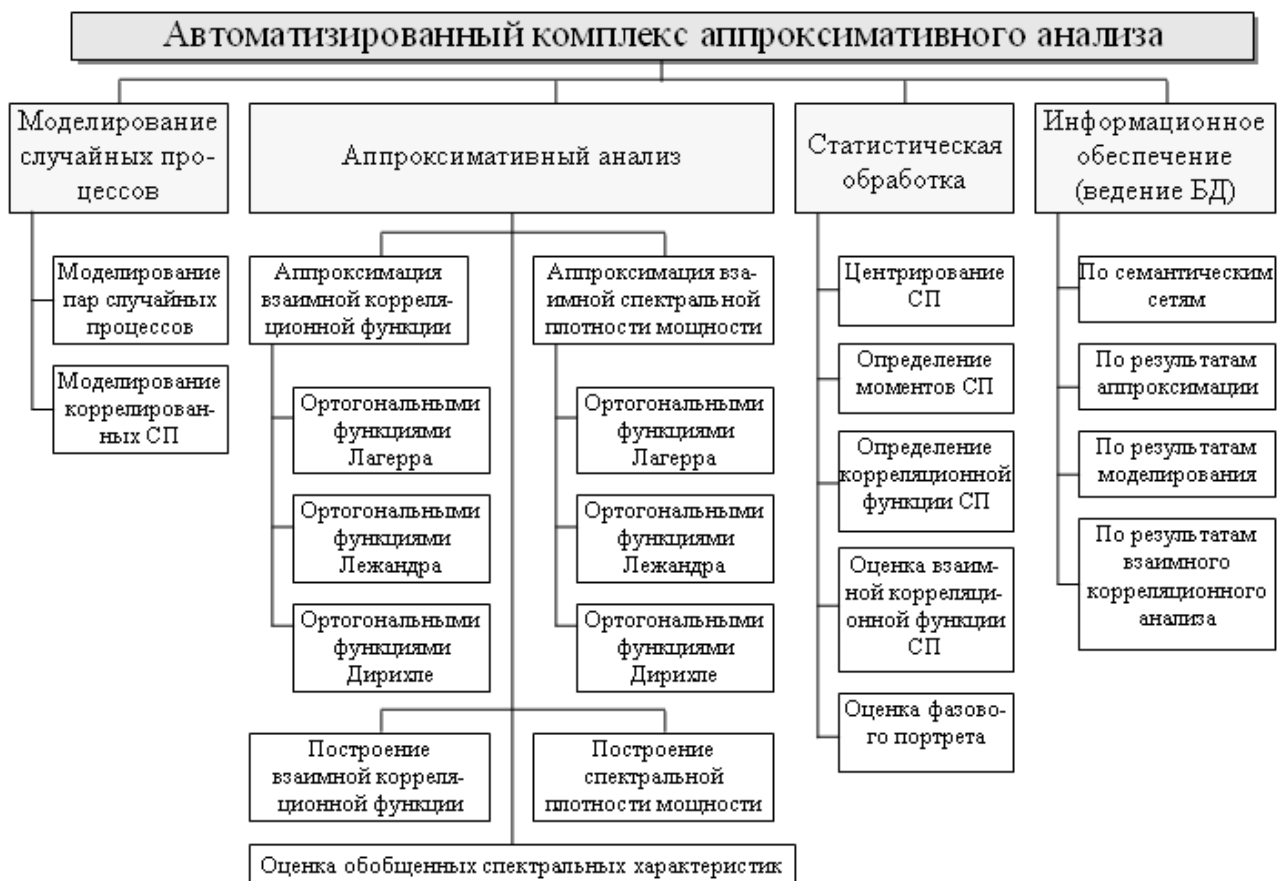 Автоматизированный комплекс аппроксимативного анализа
Моделирование
случайных про-
цессов
Аппроксимативный анализ
Статистическая
обработка
Информационное
обеспечение
(ведение БД)
Моделирование
пар случайных
процессов
Моделирование
коррелирован-
ных СП
Аппроксимация
взаимной корреля-
ционной функции
Аппроксимация вза-
имной спектральной
плотности мощности
Ортогональными
функциями
Лагерра
Ортогональными
функциями
Лагерра
Ортогональными
функциями
Лежандра
Ортогональными
функциями
Лежандра
Ортогональными
функциями
Дирихле
Ортогональными
функциями
Дирихле
Построение
взаимной корреля-
ционной функции
Построение
спектральной
плотности мощности
Оценка обобщенных спектральных характеристик
Центрирование
СП
Определение
моментов СП
Определение
корреляционной
функции СП
Оценка взаим-
ной корреляци-
онной функции
СП
Оценка фазово-
го портрета
По семантическим
сетям
По результатам
аппроксимации
По результатам
моделирования
По результатам
взаимного
корреляционного
анализа